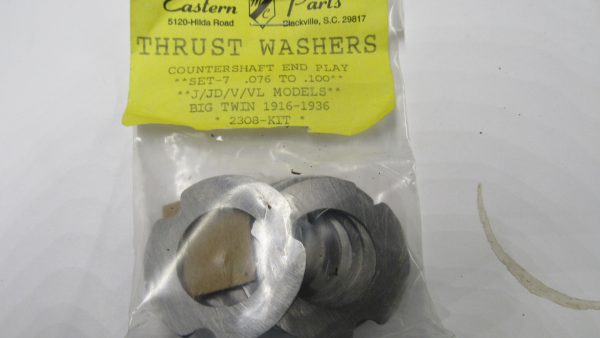 Eastern Parts
5120-Hilda Road Blackville, S.C. 29817
THRUST WASHERS
COUNTERSHAFT END PLAY
**SET-7 .076 TO .100**
**J/JD/V/VL MODELS**
BIG TWIN 1916-1936
* 2308-KIT *